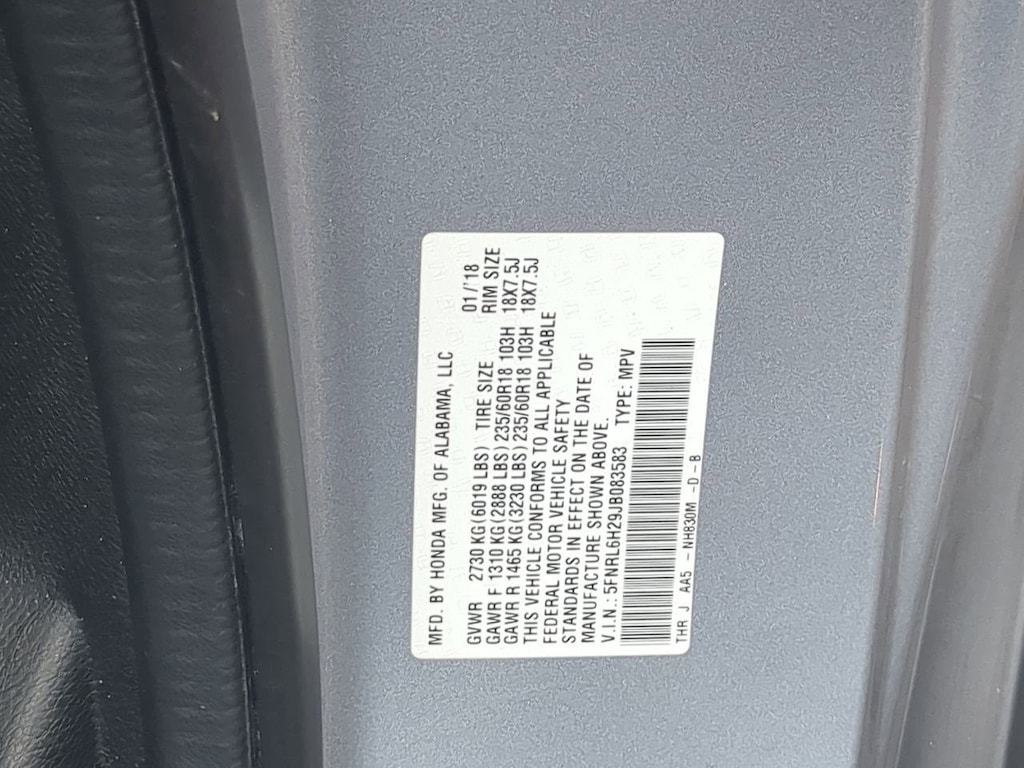 MFD. BY HONDA MFG. OF ALABAMA, LLC 01/'18
GVWR 2730 KG(6019 LBS) TIRE SIZE RIM SIZE
GAWR F 1310 KG(2888 LBS) 235/60R18 103H 18X7.5J
GAWR R 1465 KG(3230 LBS) 235/60R18 103H 18X7.5J
THIS VEHICLE CONFORMS TO ALL APPLICABLE
FEDERAL MOTOR VEHICLE SAFETY
STANDARDS IN EFFECT ON THE DATE OF
MANUFACTURE SHOWN ABOVE.
V.I.N.: 5FNRL6H29JB083583 TYPE: MPV
THR J AA5 -NH830M -D-B